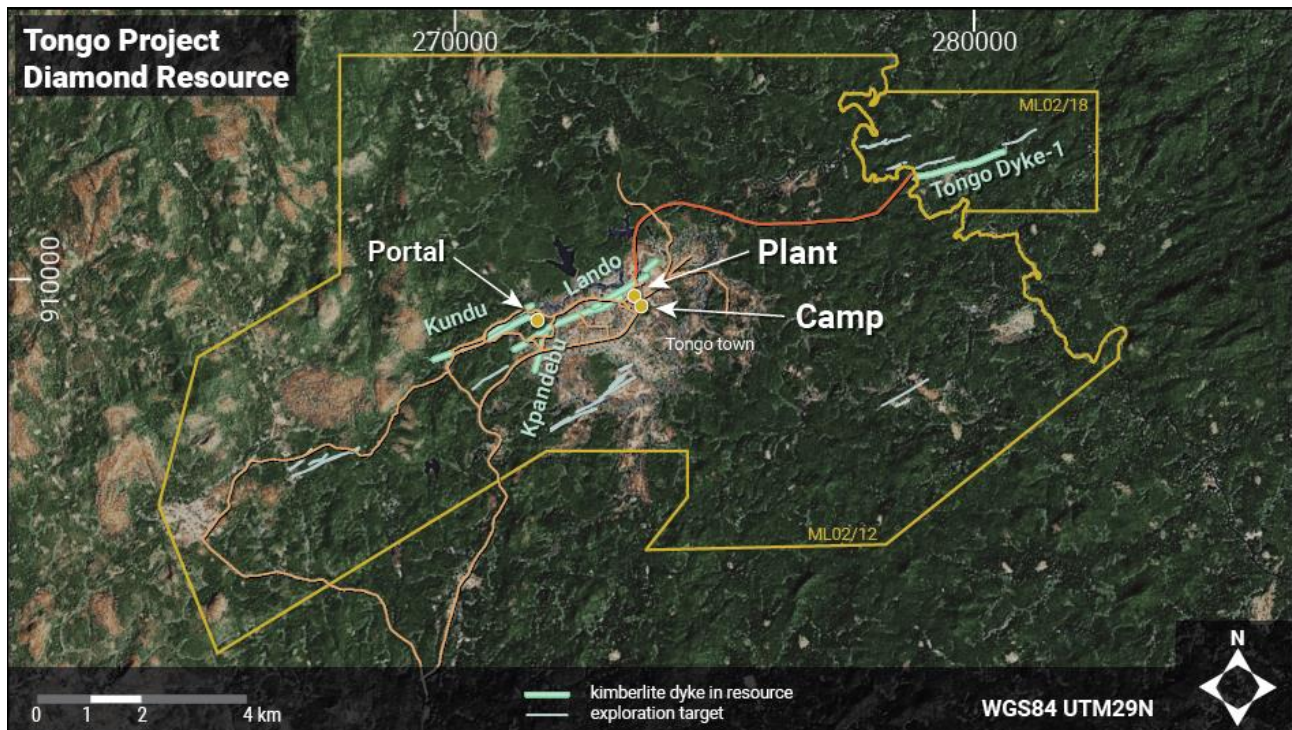 Tongo Project
Diamond Resource
270000
280000
ML02/18
Tongo Dyke-1
910000
Portal
Plant
Lando
Kundu
Camp
Tongo town
Kpandebu
ML02/12
N
0 1 2 4 km
kimberlite dyke in resource
exploration target
WGS84 UTM29N